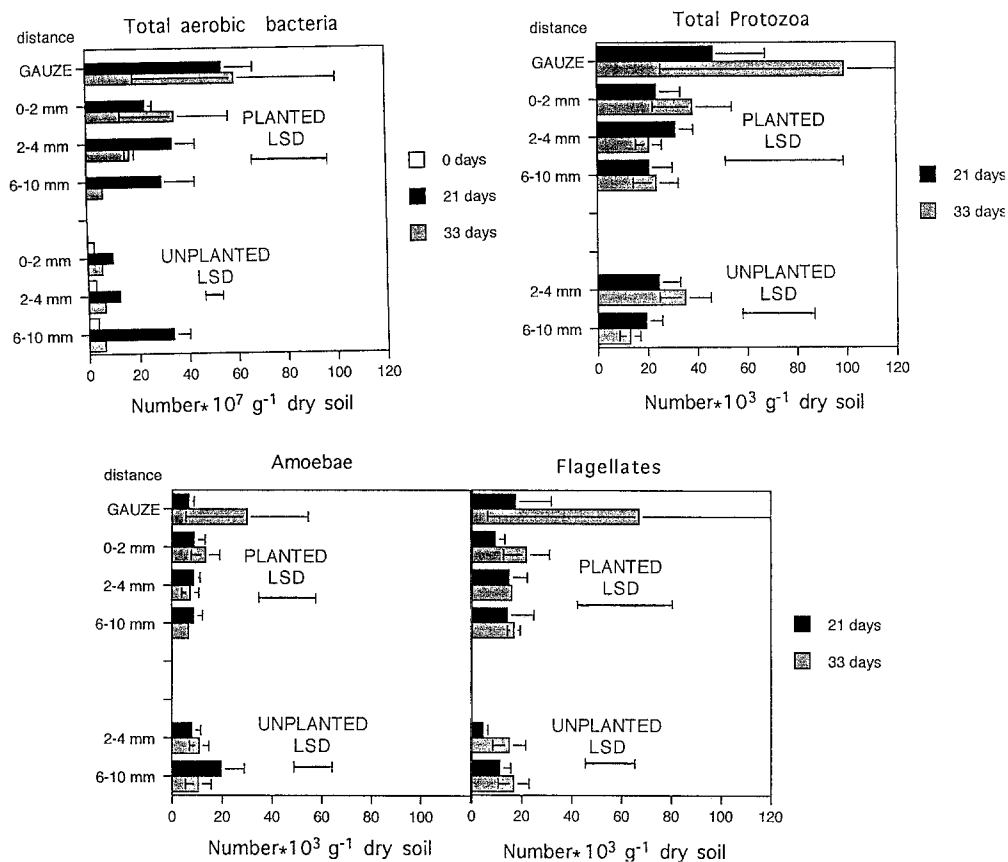 Total aerobic bacteria
distance
GAUZE
0-2 mm
2-4 mm
6-10 mm
0-2 mm
2-4 mm
6-10 mm
PLANTED
LSD
UNPLANTED
LSD
0 20 40 60 80 100 120
Number*10⁷ g⁻¹ dry soil
0 days
21 days
33 days
Total Protozoa
distance
GAUZE
0-2 mm
2-4 mm
6-10 mm
2-4 mm
6-10 mm
PLANTED
LSD
UNPLANTED
LSD
0 20 40 60 80 100 120
Number*10³ g⁻¹ dry soil
21 days
33 days
Amoebae
distance
GAUZE
0-2 mm
2-4 mm
6-10 mm
2-4 mm
6-10 mm
PLANTED
LSD
UNPLANTED
LSD
0 20 40 60 80 100
Number*10³ g⁻¹ dry soil
Flagellates
PLANTED
LSD
UNPLANTED
LSD
0 20 40 60 80 100 120
Number*10³ g⁻¹ dry soil
21 days
33 days